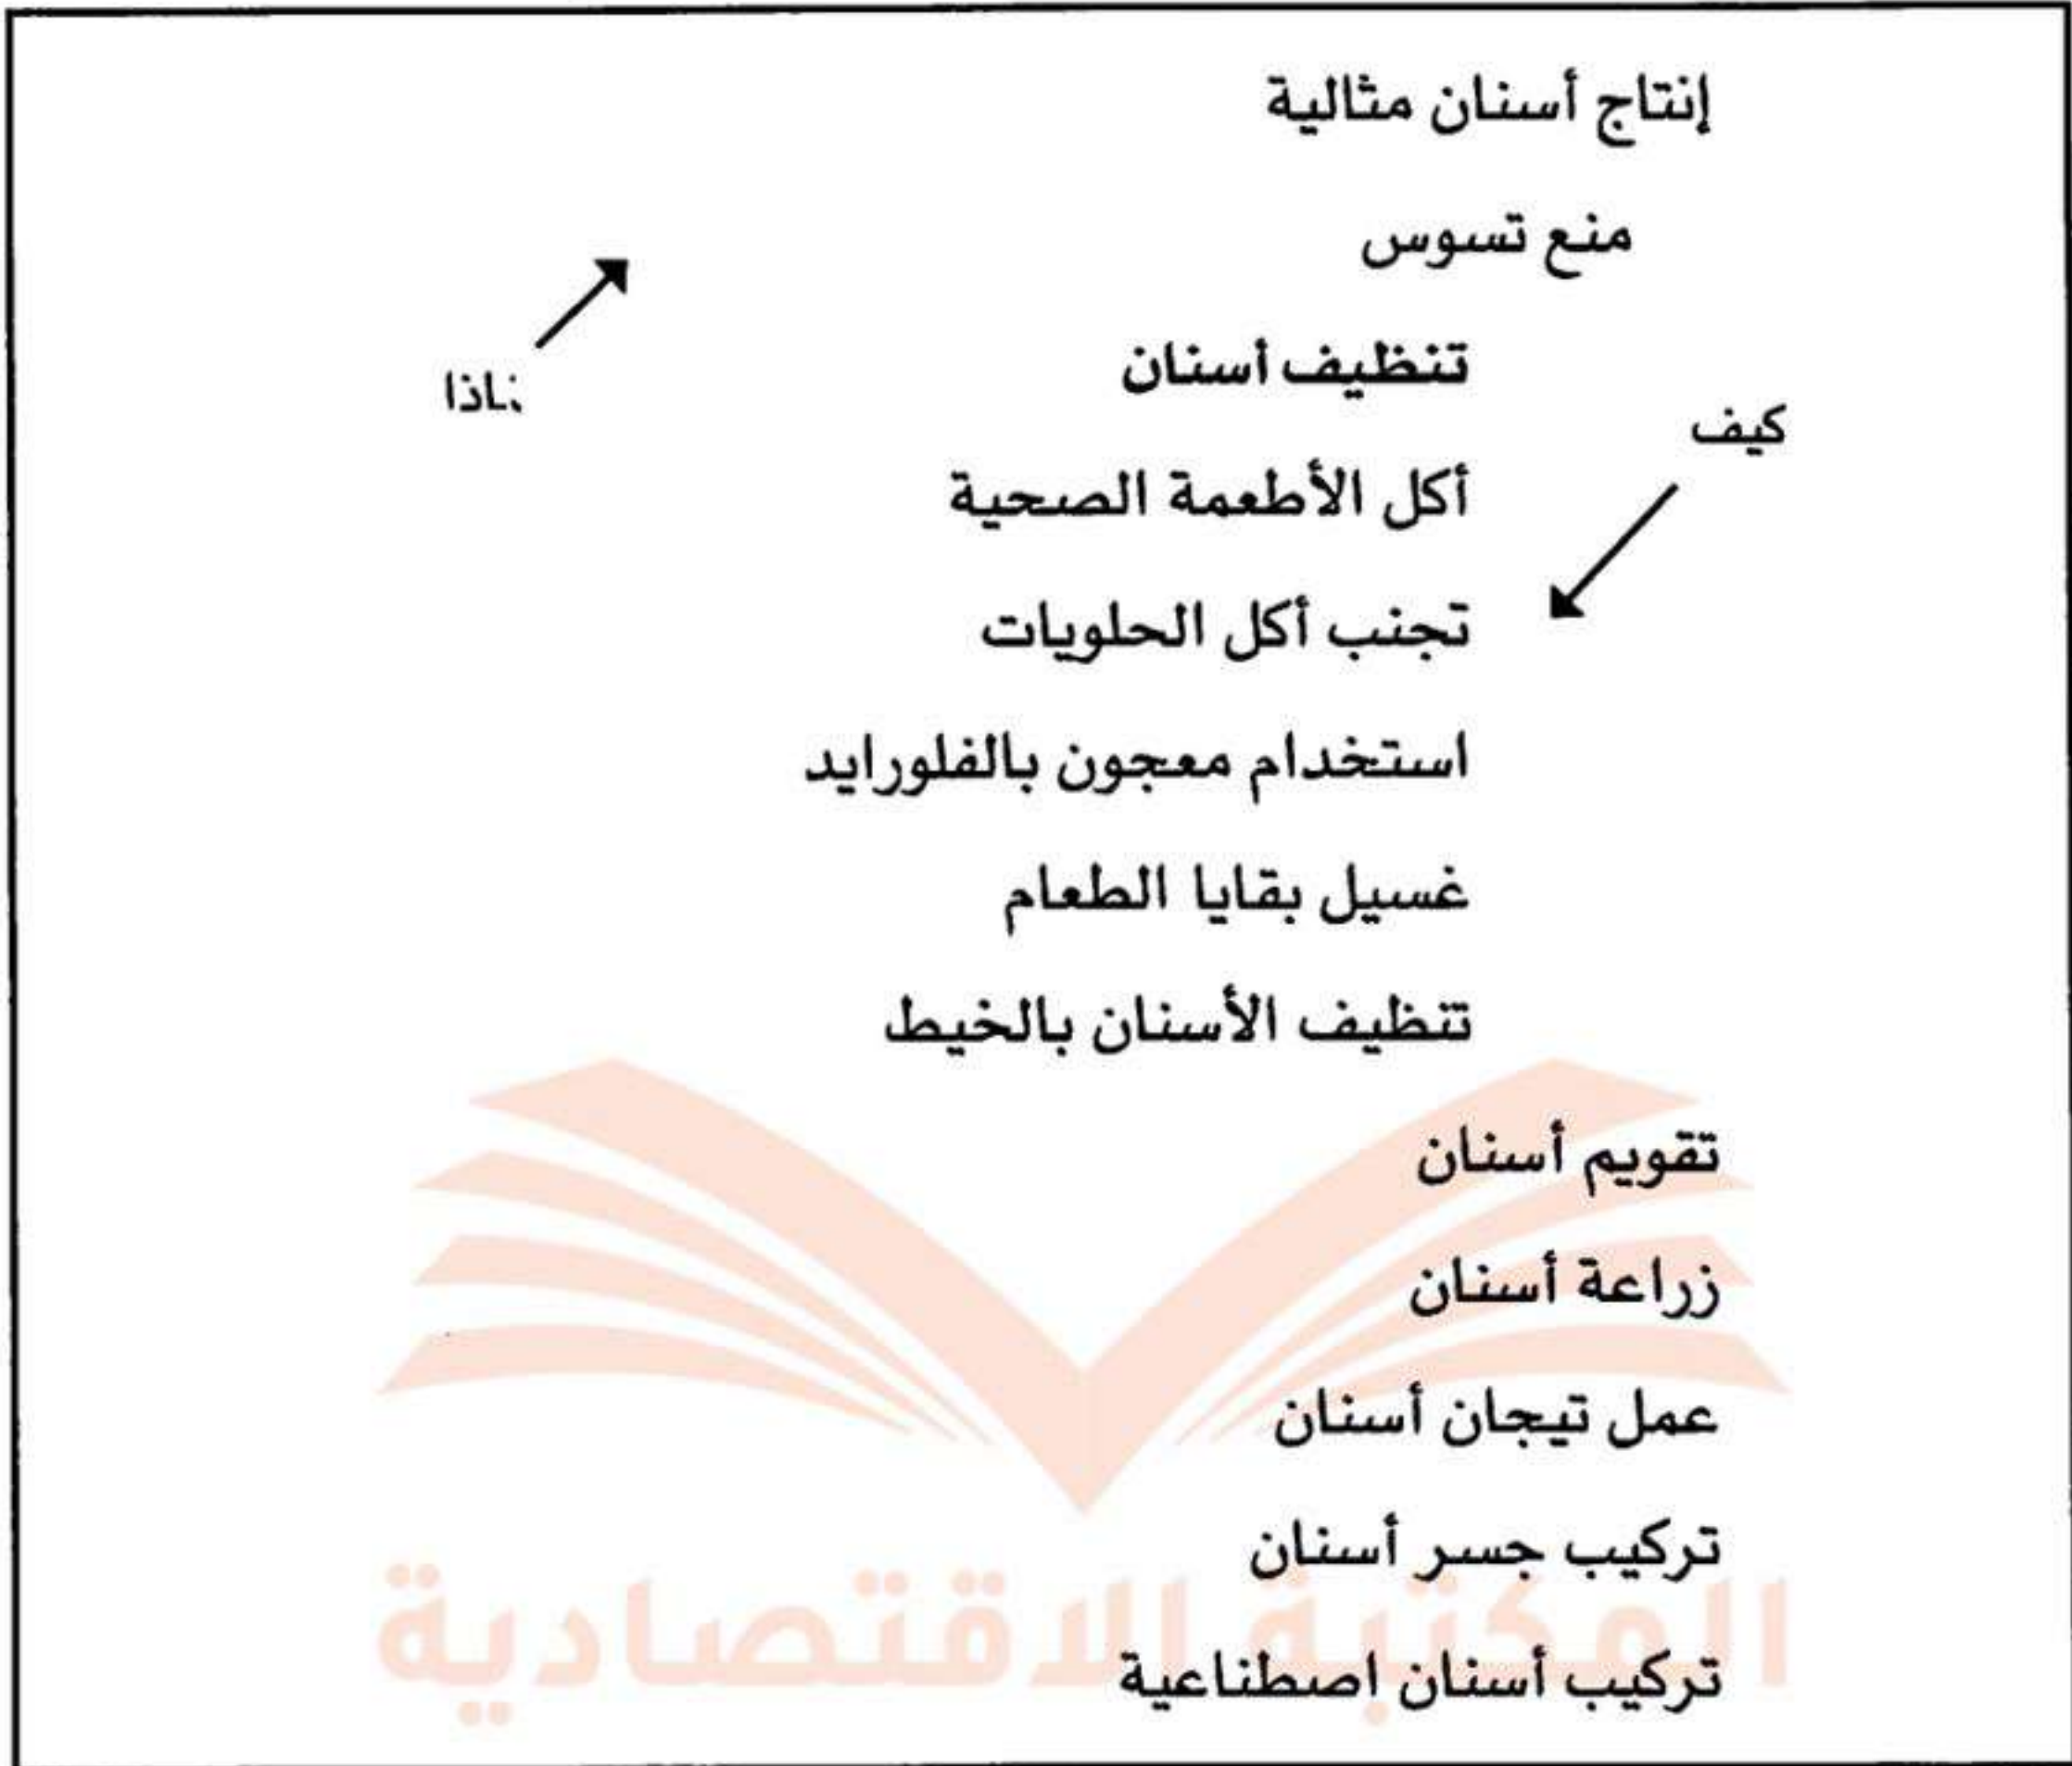 إنتاج أسنان مثالية
منع تسوس
تنظيف أسنان
كيف
أكل الأطعمة الصحية
تجنب أكل الحلويات
استخدام معجون بالفلورايد
غسيل بقايا الطعام
تنظيف الأسنان بالخيط
تقويم أسنان
زراعة أسنان
عمل تيجان أسنان
تركيب جسر أسنان
تركيب أسنان اصطناعية
المكتبة الاقتصادية